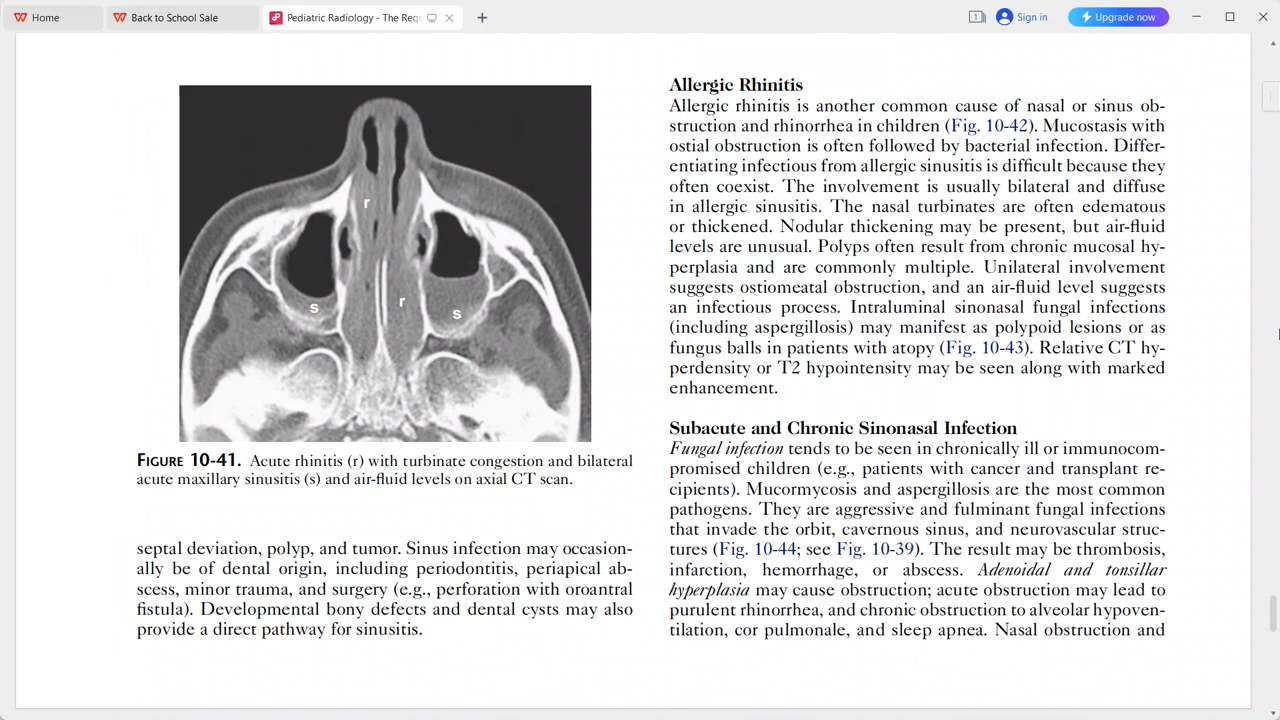 Home
Back to School Sale
Pediatric Radiology - The Req
1
Sign in
Upgrade now
r
r
s
s
FIGURE 10-41. Acute rhinitis (r) with turbinate congestion and bilateral
acute maxillary sinusitis (s) and air-fluid levels on axial CT scan.
septal deviation, polyp, and tumor. Sinus infection may occasion-
ally be of dental origin, including periodontitis, periapical ab-
scess, minor trauma, and surgery (e.g., perforation with oroantral
fistula). Developmental bony defects and dental cysts may also
provide a direct pathway for sinusitis.
Allergic Rhinitis
Allergic rhinitis is another common cause of nasal or sinus ob-
struction and rhinorrhea in children (Fig. 10-42). Mucostasis with
ostial obstruction is often followed by bacterial infection. Differ-
entiating infectious from allergic sinusitis is difficult because they
often coexist. The involvement is usually bilateral and diffuse
in allergic sinusitis. The nasal turbinates are often edematous
or thickened. Nodular thickening may be present, but air-fluid
levels are unusual. Polyps often result from chronic mucosal hy-
perplasia and are commonly multiple. Unilateral involvement
suggests ostiomeatal obstruction, and an air-fluid level suggests
an infectious process. Intraluminal sinonasal fungal infections
(including aspergillosis) may manifest as polypoid lesions or as
fungus balls in patients with atopy (Fig. 10-43). Relative CT hy-
perdensity or T2 hypointensity may be seen along with marked
enhancement.
Subacute and Chronic Sinonasal Infection
Fungal infection tends to be seen in chronically ill or immunocom-
promised children (e.g., patients with cancer and transplant re-
cipients). Mucormycosis and aspergillosis are the most common
pathogens. They are aggressive and fulminant fungal infections
that invade the orbit, cavernous sinus, and neurovascular struc-
tures (Fig. 10-44; see Fig. 10-39). The result may be thrombosis,
infarction, hemorrhage, or abscess. Adenoidal and tonsillar
hyperplasia may cause obstruction; acute obstruction may lead to
purulent rhinorrhea, and chronic obstruction to alveolar hypoven-
tilation, cor pulmonale, and sleep apnea. Nasal obstruction and